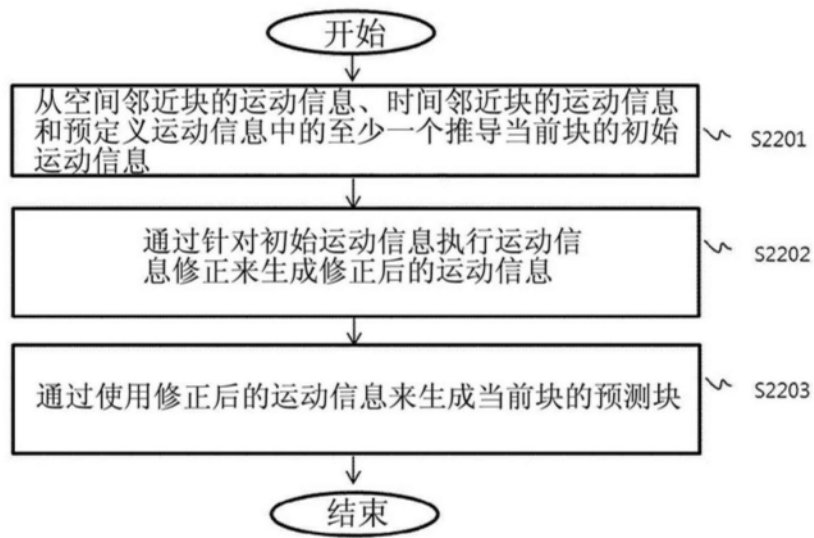 开始
从空间邻近块的运动信息、时间邻近块的运动信息
和预定义运动信息中的至少一个推导当前块的初始
运动信息
S2201
通过针对初始运动信息执行运动信
息修正来生成修正后的运动信息
S2202
通过使用修正后的运动信息来生成当前块的预测块
S2203
结束